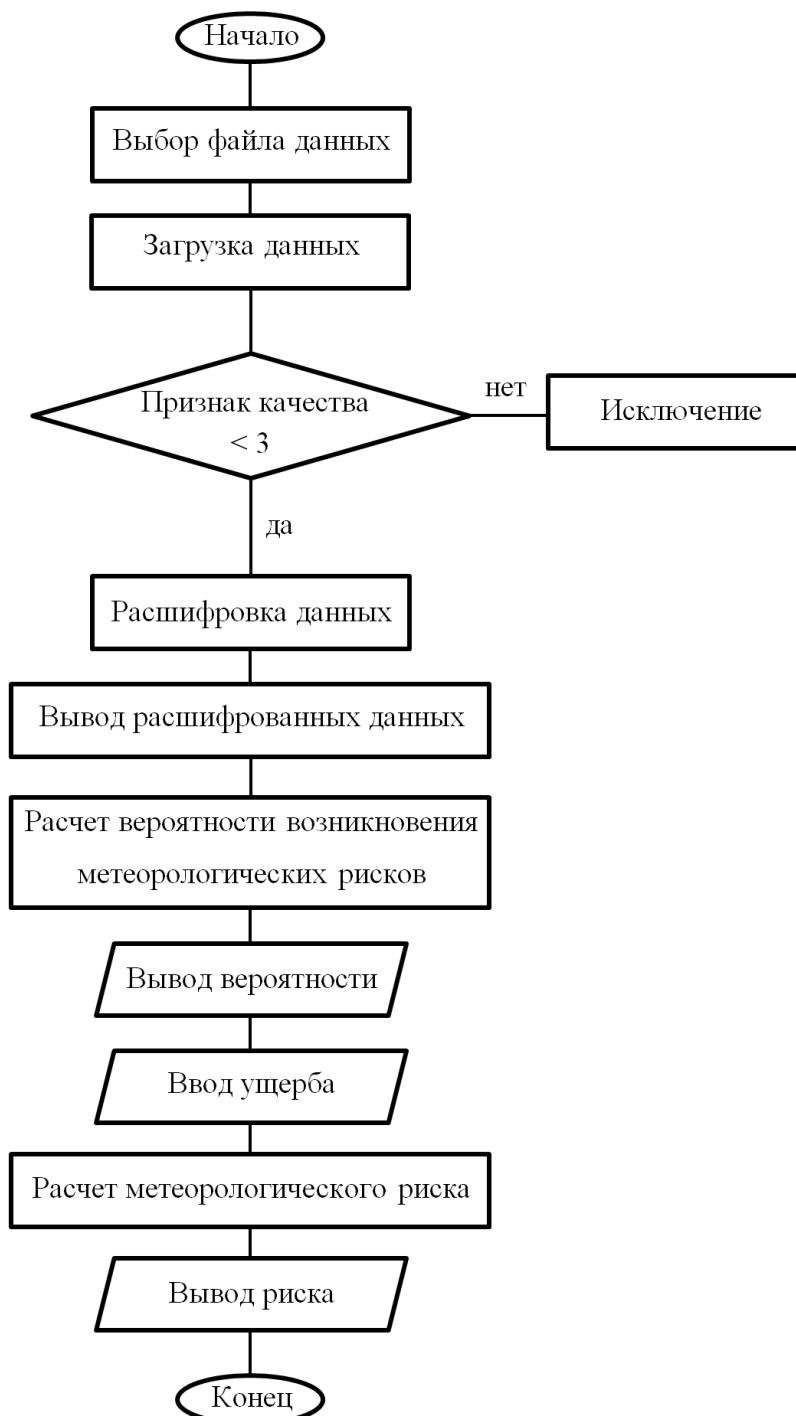 Начало
Выбор файла данных
Загрузка данных
Признак качества
< 3
нет
Исключение
да
Расшифровка данных
Вывод расшифрованных данных
Расчет вероятности возникновения
метеорологических рисков
Вывод вероятности
Ввод ущерба
Расчет метеорологического риска
Вывод риска
Конец